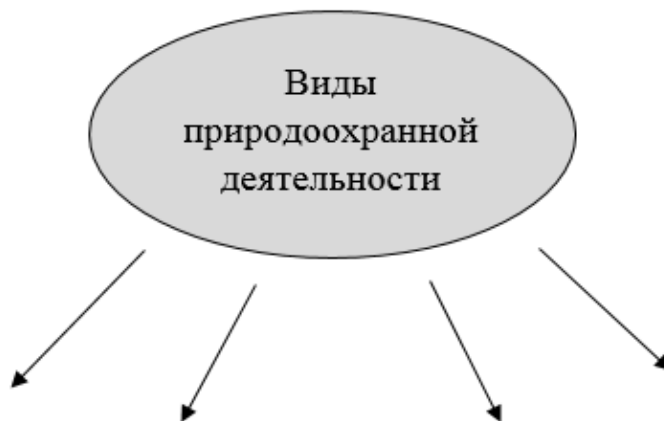 Виды
природоохранной
деятельности